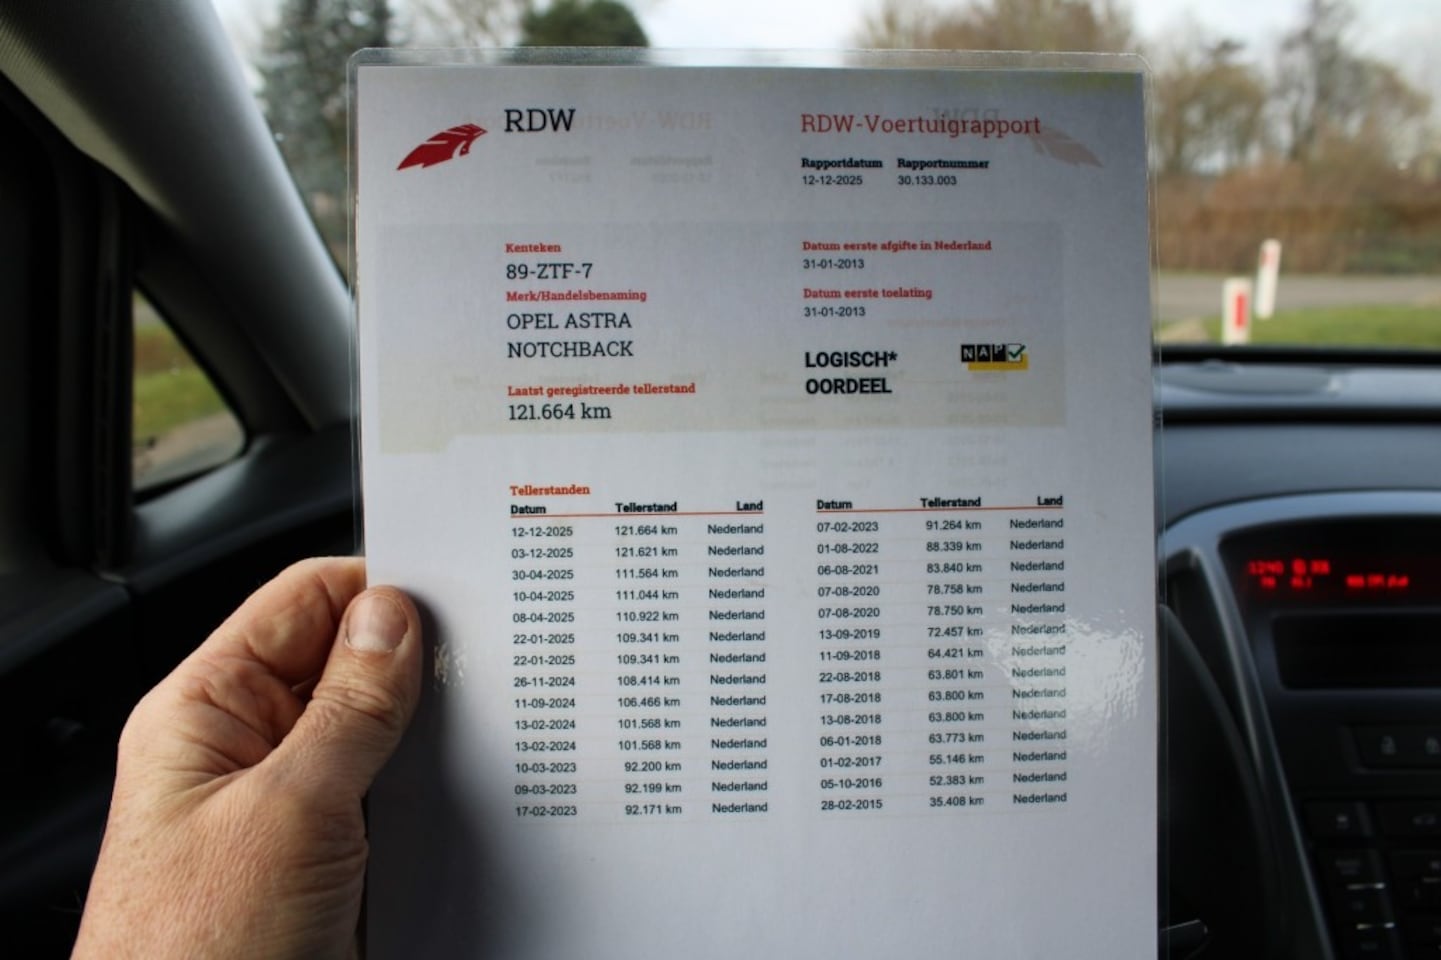 RDW
RDW-Voertuigrapport
Rapportdatum Rapportnummer
12-12-2025 30.133.003
Kenteken
89-ZTF-7
Merk/Handelsbenaming
OPEL ASTRA
NOTCHBACK
Laatst geregistreerde tellerstand
121.664 km
Datum eerste afgifte in Nederland
31-01-2013
Datum eerste toelating
31-01-2013
LOGISCH*
OORDEEL
NAP
Tellerstanden
Datum Tellerstand Land
12-12-2025 121.664 km Nederland
03-12-2025 121.621 km Nederland
30-04-2025 111.564 km Nederland
10-04-2025 111.044 km Nederland
08-04-2025 110.922 km Nederland
22-01-2025 109.341 km Nederland
22-01-2025 109.341 km Nederland
26-11-2024 108.414 km Nederland
11-09-2024 106.466 km Nederland
13-02-2024 101.568 km Nederland
13-02-2024 101.568 km Nederland
10-03-2023 92.200 km Nederland
09-03-2023 92.199 km Nederland
17-02-2023 92.171 km Nederland
Datum Tellerstand Land
07-02-2023 91.264 km Nederland
01-08-2022 88.339 km Nederland
06-08-2021 83.840 km Nederland
07-08-2020 78.758 km Nederland
07-08-2020 78.750 km Nederland
13-09-2019 72.457 km Nederland
11-09-2018 64.421 km Nederland
22-08-2018 63.801 km Nederland
17-08-2018 63.800 km Nederland
13-08-2018 63.800 km Nederland
06-01-2018 63.773 km Nederland
01-02-2017 55.146 km Nederland
05-10-2016 52.383 km Nederland
28-02-2015 35.408 km Nederland